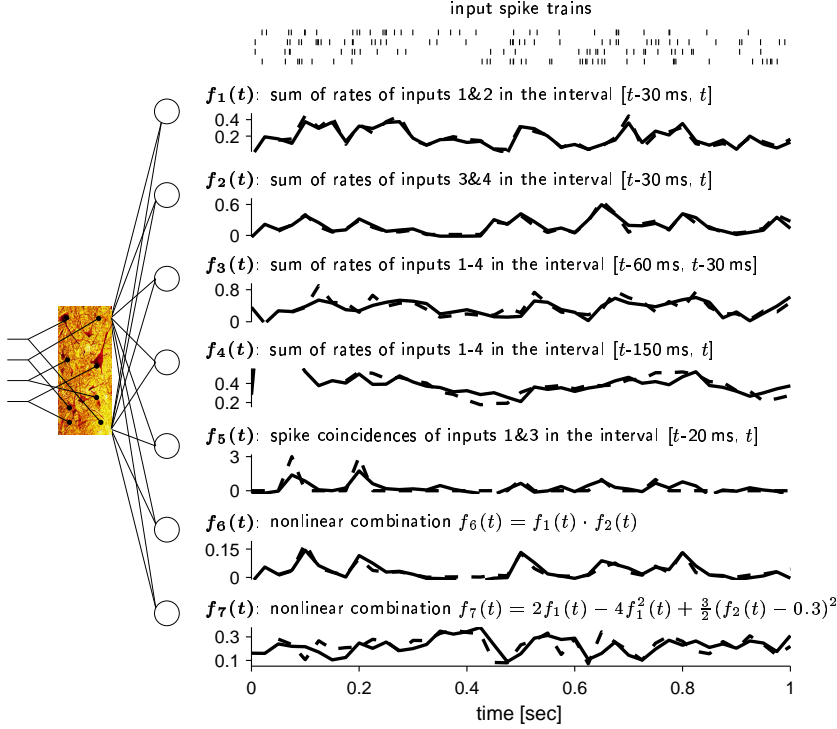 input spike trains
f₁(t): sum of rates of inputs 1&2 in the interval [t-30 ms, t]
0.4
0.2
f₂(t): sum of rates of inputs 3&4 in the interval [t-30 ms, t]
0.6
0
f₃(t): sum of rates of inputs 1-4 in the interval [t-60 ms, t-30 ms]
0.8
0
f₄(t): sum of rates of inputs 1-4 in the interval [t-150 ms, t]
0.4
0.2
f₅(t): spike coincidences of inputs 1&3 in the interval [t-20 ms, t]
3
0
f₆(t): nonlinear combination f₆(t) = f₁(t) · f₂(t)
0.15
0
f₇(t): nonlinear combination f₇(t) = 2f₁(t) − 4f₁²(t) + 3/2 (f₂(t) − 0.3)²
0.3
0.1
0 0.2 0.4 0.6 0.8 1
time [sec]